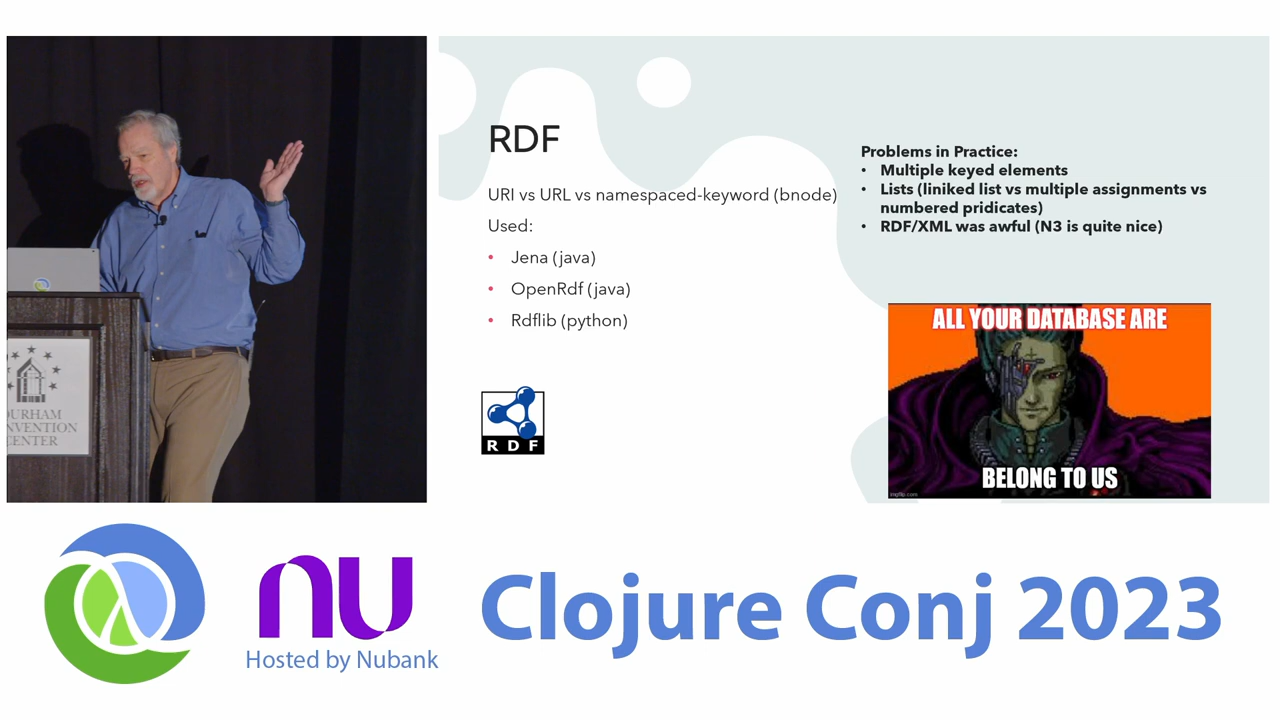 RDF
URI vs URL vs namespaced-keyword (bnode)
Used:
• Jena (java)
• OpenRdf (java)
• Rdflib (python)
RDF
Problems in Practice:
• Multiple keyed elements
• Lists (liniked list vs multiple assignments vs
numbered pridicates)
• RDF/XML was awful (N3 is quite nice)
ALL YOUR DATABASE ARE
BELONG TO US
imgflip.com
URHAM
NVENTION
CENTER
nu
Hosted by Nubank
Clojure Conj 2023